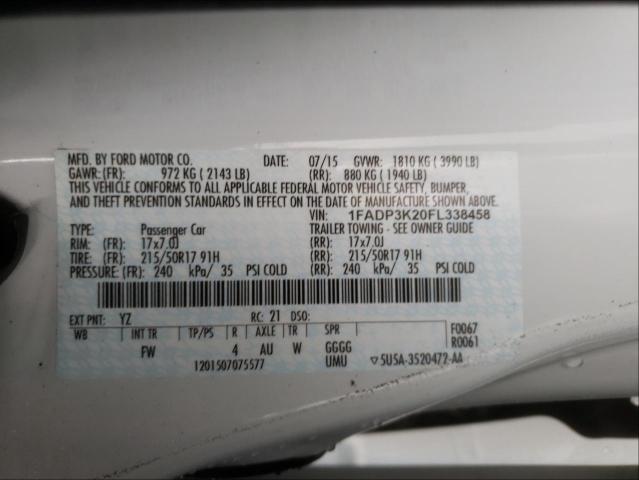 MFD. BY FORD MOTOR CO. DATE: 07/15 GVWR: 1810 KG ( 3990 LB)
GAWR: (FR): 972 KG ( 2143 LB) (RR): 880 KG ( 1940 LB)
THIS VEHICLE CONFORMS TO ALL APPLICABLE FEDERAL MOTOR VEHICLE SAFETY, BUMPER,
AND THEFT PREVENTION STANDARDS IN EFFECT ON THE DATE OF MANUFACTURE SHOWN ABOVE.
VIN: 1FADP3K20FL338458
TYPE: Passenger Car TRAILER TOWING - SEE OWNER GUIDE
RIM: (FR): 17x7.0J (RR): 17x7.0J
TIRE: (FR): 215/50R17 91H (RR): 215/50R17 91H
PRESSURE: (FR): 240 kPa/ 35 PSI COLD (RR): 240 kPa/ 35 PSI COLD
EXT PNT: YZ RC: 21 DSO:
WB INT TR TP/PS R AXLE TR SPR F0067
FW 4 AU W GGGG R0061
1201507075577 UMU 5U5A-3520472-AA